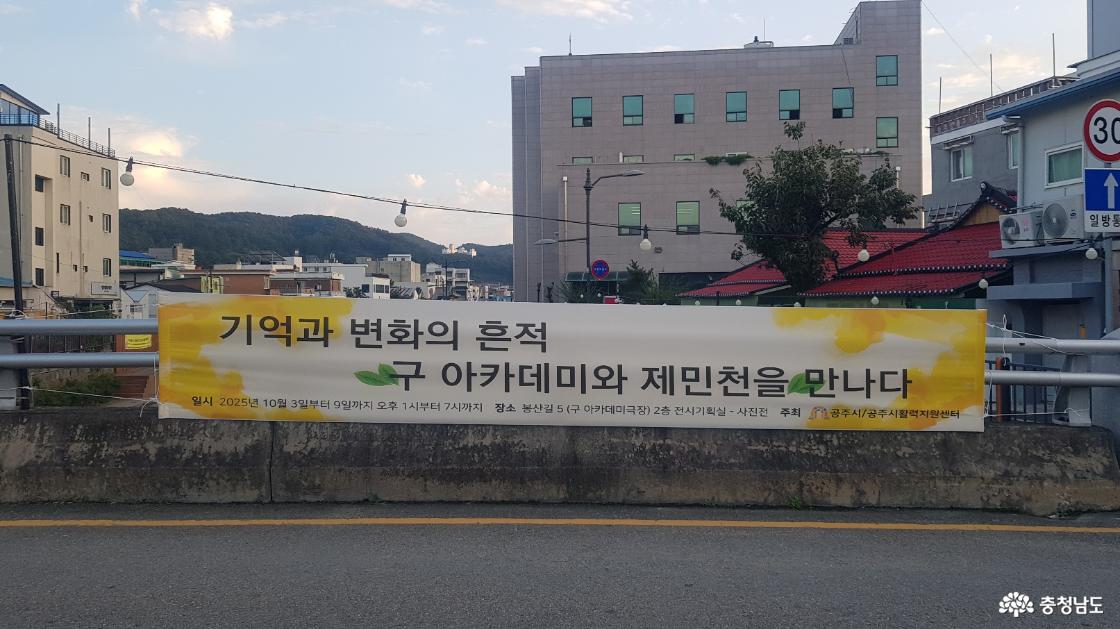 기억과 변화의 흔적
구 아카데미와 제민천을 만나다
일시 2025년 10월 3일부터 9일까지 오후 1시부터 7시까지 장소 봉산길 5 (구 아카데미극장) 2층 전시기획실 - 사진전 주최 공주시/공주시활력지원센터
30
일방통
충청남도